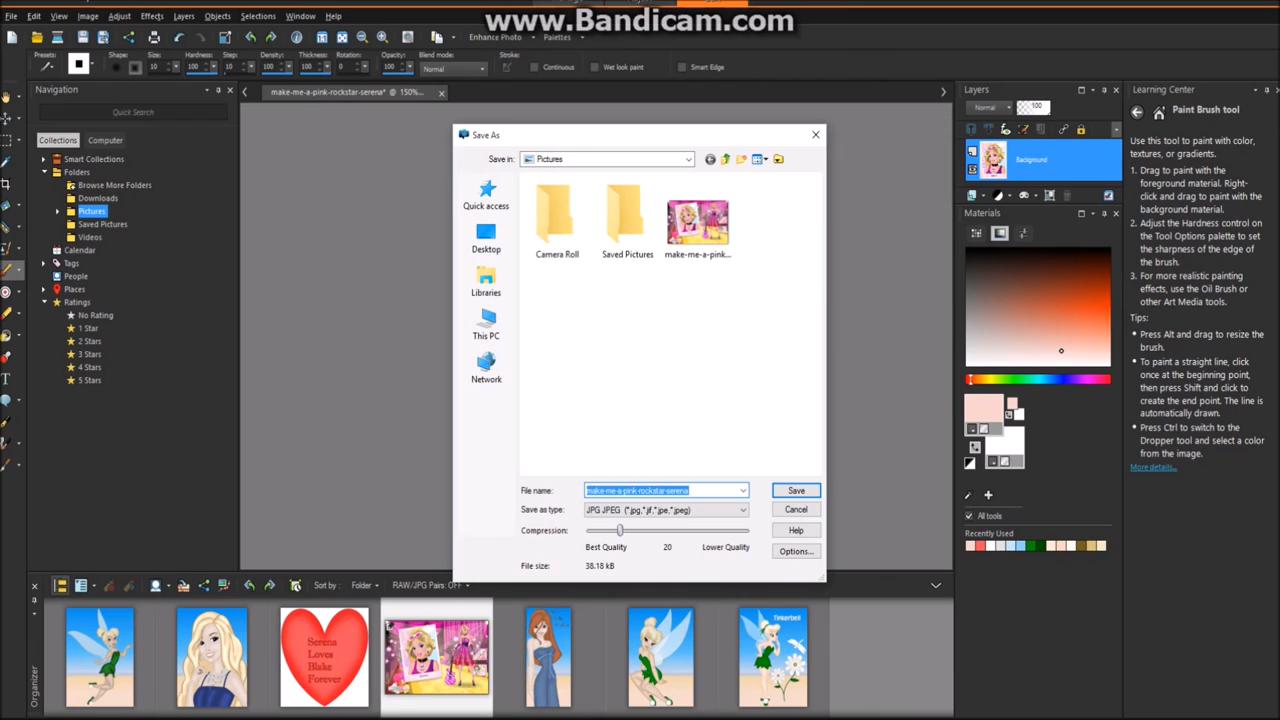 www.Bandicam.com
File View Image Adjust Effects Layers Objects Selections Window Help
Enhance Photo Palettes
Presets: Shape: Size: Hardness: Step: Density: Thickness: Rotation: Opacity: Blend mode: Stroke:
10 100 10 100 100 0 100 Normal Continuous Wet look paint Smart Edge
Navigation
Quick Search
Collections Computer
Smart Collections
Folders
Browse More Folders
Downloads
Pictures
Saved Pictures
Videos
Calendar
Tags
People
Places
Ratings
No Rating
1 Star
2 Stars
3 Stars
4 Stars
5 Stars
make-me-a-pink-rockstar-serena* @ 150%...
Save As
Save in: Pictures
Quick access
Desktop
Libraries
This PC
Network
Camera Roll Saved Pictures make-me-a-pink...
File name: make-me-a-pink-rockstar-serena Save
Save as type: JPG JPEG (*.jpg,*.jif,*.jpe,*.jpeg) Cancel
Compression: Help
Best Quality 20 Lower Quality Options...
File size: 38.18 kB
Layers
Normal 100
Background
Materials
All tools
Recently Used
Learning Center
Paint Brush tool
Use this tool to paint with color,
textures, or gradients.
1. Drag to paint with the
foreground material. Right-
click and drag to paint with the
background material.
2. Adjust the Hardness control on
the Tool Options palette to set
the sharpness of the edge of
the brush.
3. For more realistic painting
effects, use the Oil Brush or
other Art Media tools.
Tips:
Press Alt and drag to resize the
brush.
To paint a straight line, click
once at the beginning point,
then press Shift and click to
create the end point. The line is
automatically drawn.
Press Ctrl to switch to the
Dropper tool and select a color
from the image.
More details...
Sort by: Folder RAW/JPG Pairs: OFF
Organizer
Serena
Loves
Blake
Forever
Tinkerbell